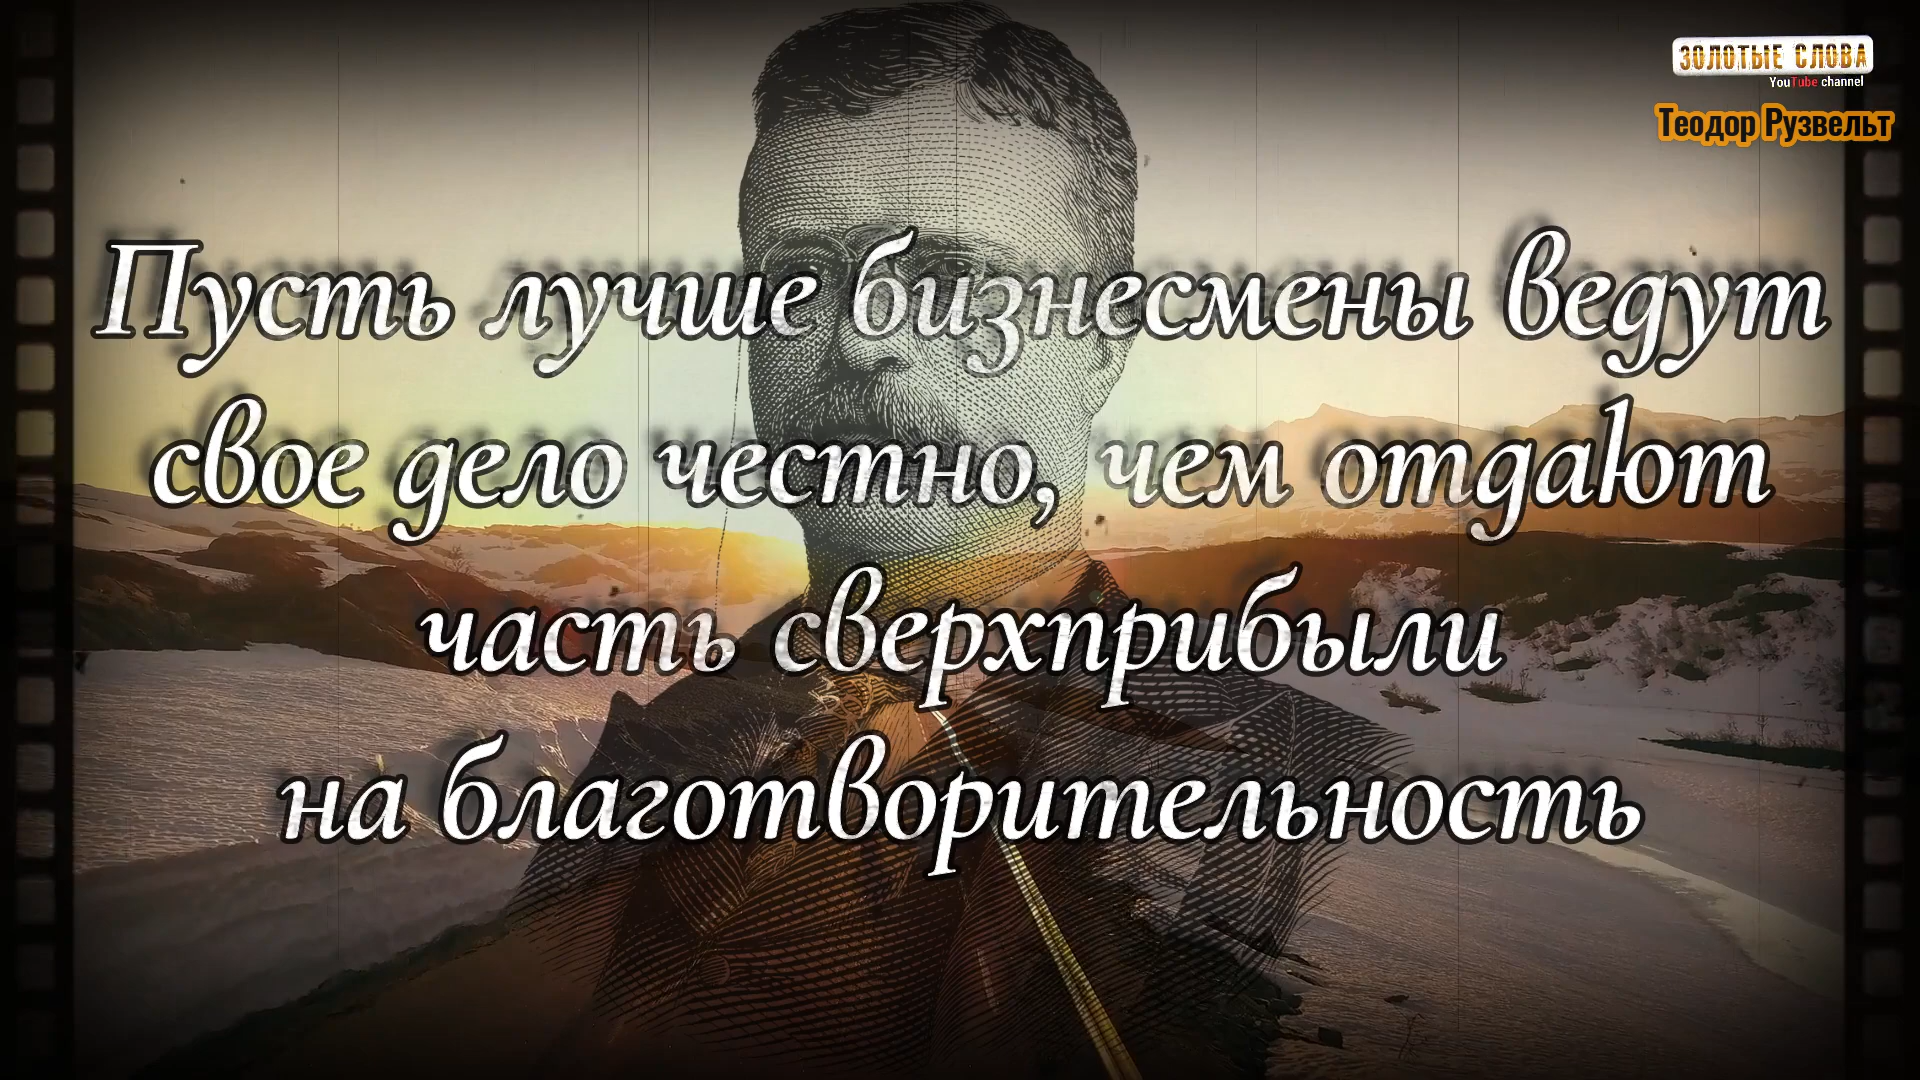 ЗОЛОТЫЕ СЛОВА
YouTube channel
Теодор Рузвельт
Пусть лучше бизнесмены ведут
свое дело честно, чем отдают
часть сверхприбыли
на благотворительность